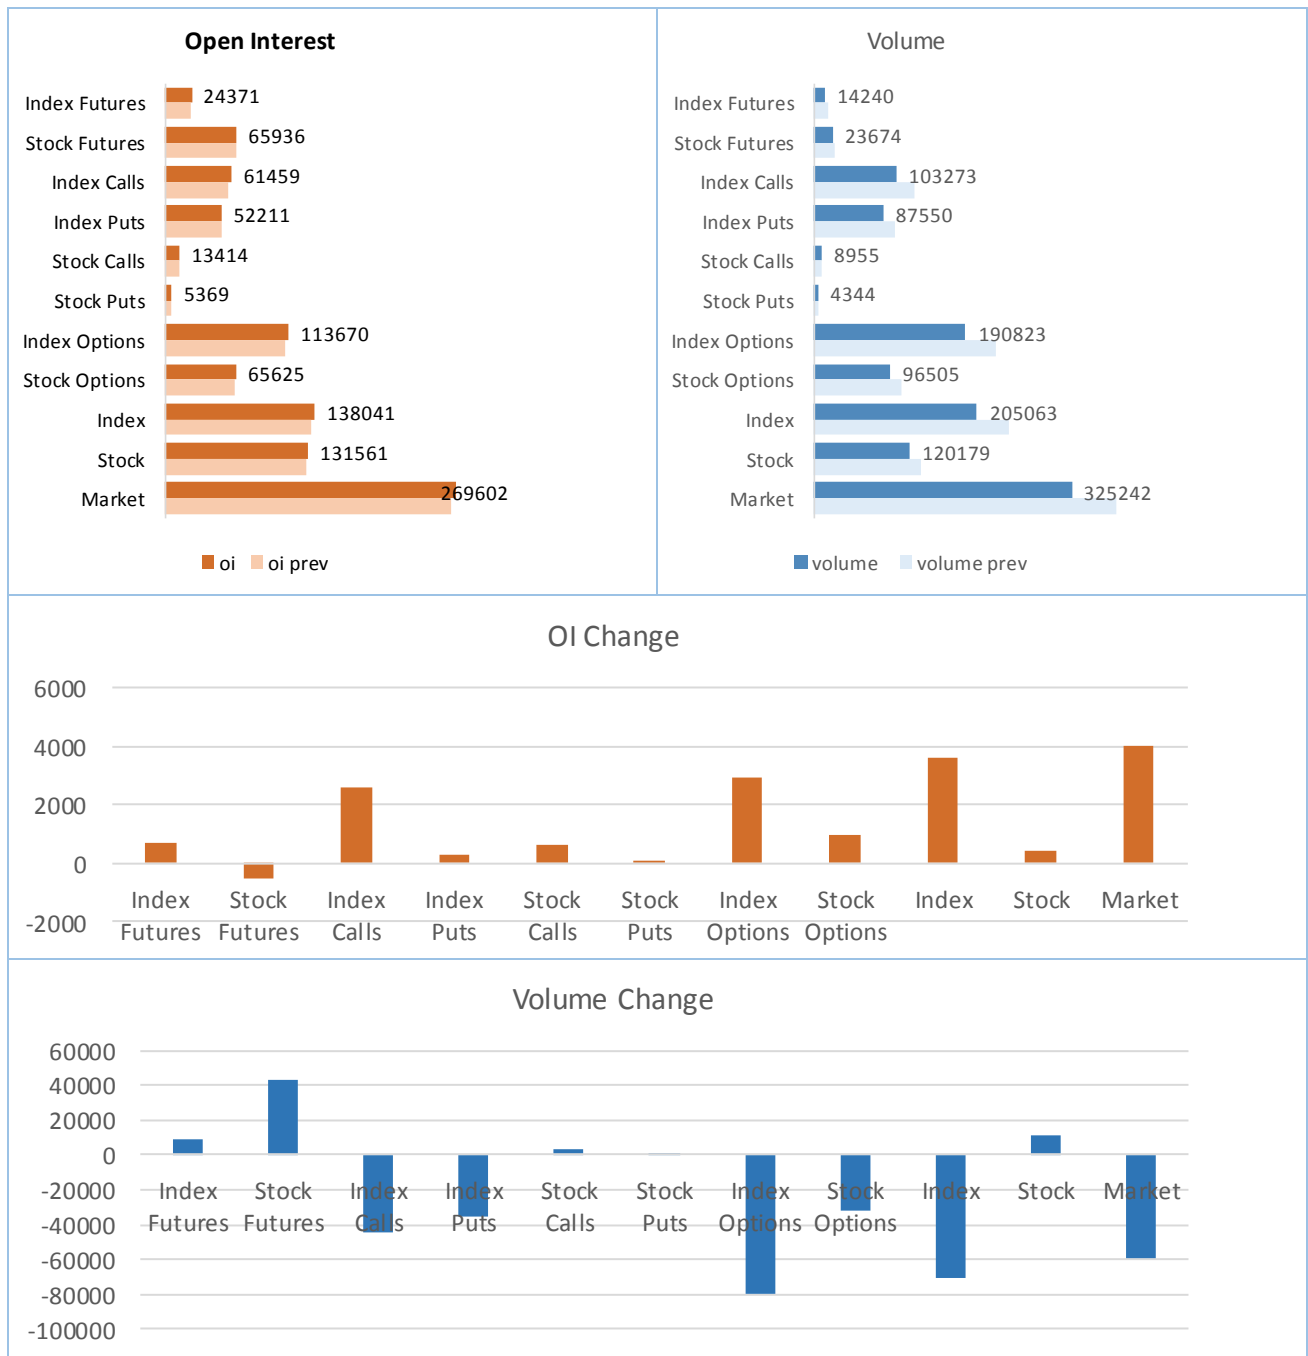 Open Interest
Index Futures 24371
Stock Futures 65936
Index Calls 61459
Index Puts 52211
Stock Calls 13414
Stock Puts 5369
Index Options 113670
Stock Options 65625
Index 138041
Stock 131561
Market 269602
oi oi prev
Volume
Index Futures 14240
Stock Futures 23674
Index Calls 103273
Index Puts 87550
Stock Calls 8955
Stock Puts 4344
Index Options 190823
Stock Options 96505
Index 205063
Stock 120179
Market 325242
volume volume prev
OI Change
6000
4000
2000
0
-2000
Index Stock Index Index Stock Stock Index Stock Index Stock Market
Futures Futures Calls Puts Calls Puts Options Options
Volume Change
60000
40000
20000
0
-20000
-40000
-60000
-80000
-100000
Index Stock Index Index Stock Stock Index Stock Index Stock Market
Futures Futures Calls Puts Calls Puts Options Options